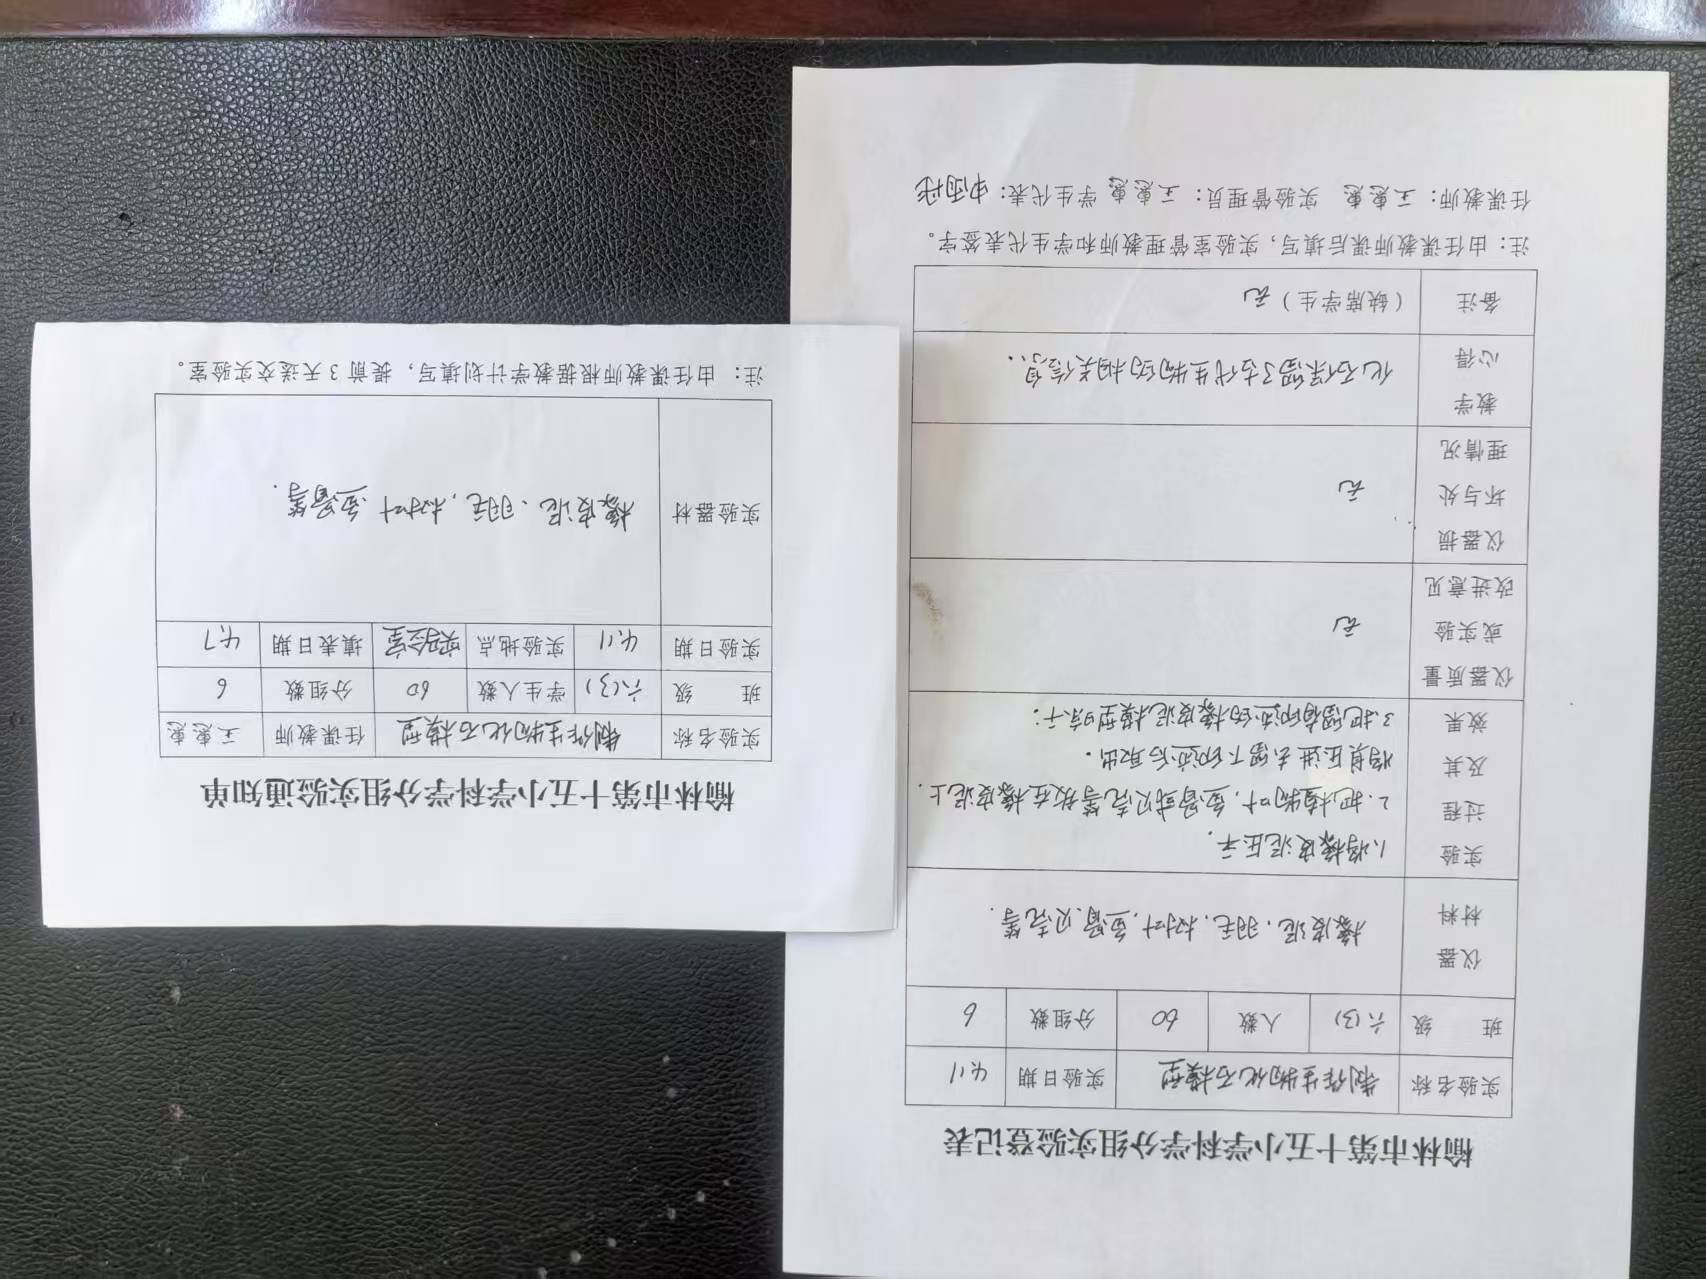 榆林市第十五小学科学分组实验登记表
实验名称 制作生物化石模型 实验日期 4.11
班 级 六(3) 人数 60 分组数 6
仪器材料 橡皮泥、羽毛、树叶、鱼骨、贝壳等.
实验过程及其效果 1.将橡皮泥压平.
2.把植物叶、鱼骨或贝壳等放在橡皮泥上.
将其压进去留下印迹后取出.
3.把留有印迹的橡皮泥模型晾干
仪器质量或实验改进意见 无
仪器损坏与处理情况 无
教学心得 化石保留了古代生物的相关信息.
备注 (缺席学生) 无
注：由任课教师课后填写，实验室管理教师和学生代表签字。
任课教师：王惠惠 实验管理员：王惠惠 学生代表：申雨
榆林市第十五小学科学分组实验通知单
实验名称 制作生物化石模型 任课教师 王惠惠
班 级 六(3) 学生人数 60 分组数 6
实验日期 4.11 实验地点 实验室 填表日期 4.7
实验器材 橡皮泥、羽毛，树叶、鱼骨等.
注： 由任课教师根据教学计划填写，提前 3 天送交实验室。